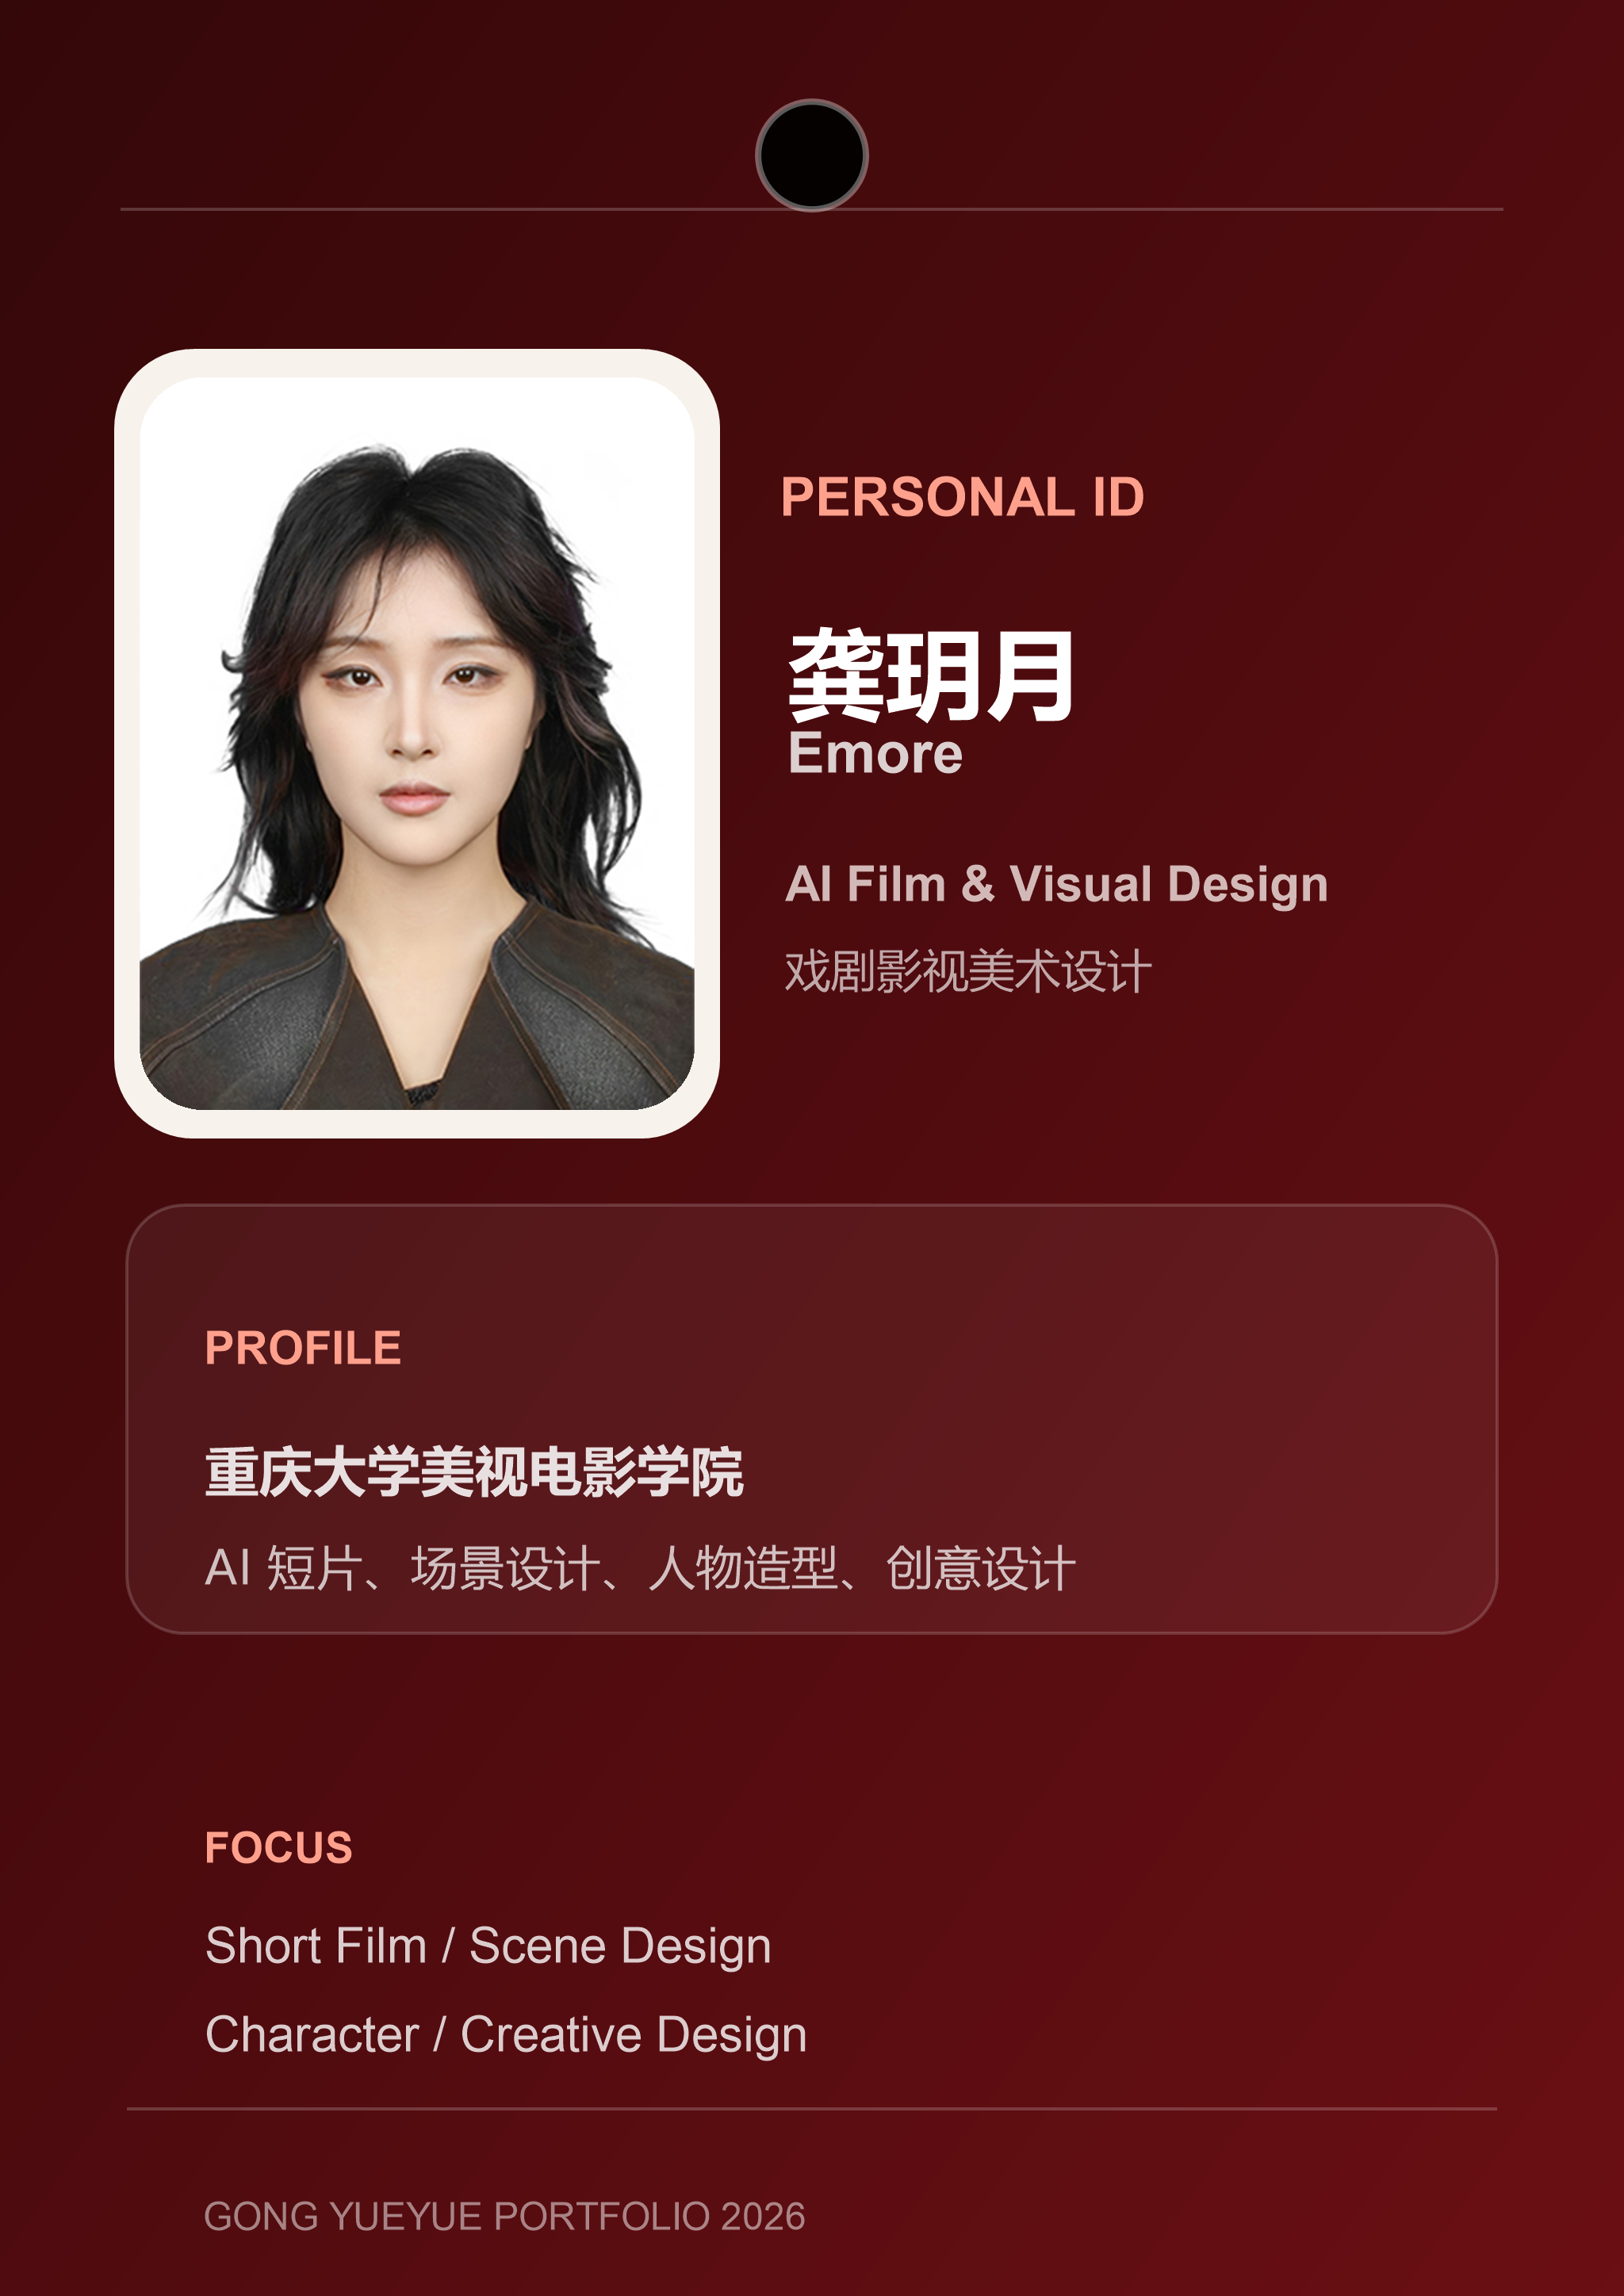 PERSONAL ID
龚玥月
Emore
AI Film & Visual Design
戏剧影视美术设计
PROFILE
重庆大学美视电影学院
AI 短片、场景设计、人物造型、创意设计
FOCUS
Short Film / Scene Design
Character / Creative Design
GONG YUEYUE PORTFOLIO 2026